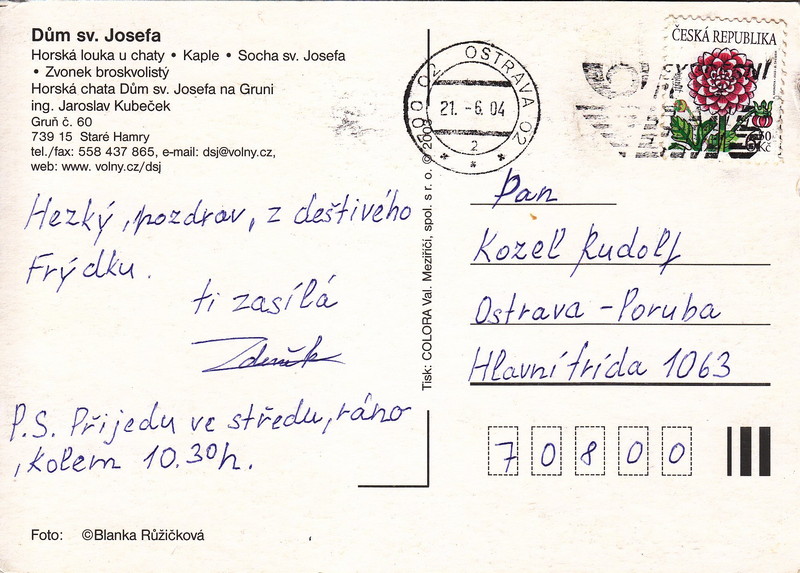 Dům sv. Josefa
Horská louka u chaty • Kaple • Socha sv. Josefa
• Zvonek broskvolistý
Horská chata Dům sv. Josefa na Gruni
ing. Jaroslav Kubeček
Gruň č. 60
739 15 Staré Hamry
tel./fax: 558 437 865, e-mail: dsj@volny.cz,
web: www. volny.cz/dsj
Hezký, pozdrav, z deštivého
Frýdku.
ti zasílá
Zdeněk
P.S. Přijedu ve středu, ráno
, kolem 10.30h.
Foto: ©Blanka Růžičková
Tisk: COLORA Val. Meziříčí, spol. s r. o. © 2003
OSTRAVA 02
21. -6. 04
2
ČESKÁ REPUBLIKA
Kč
Pan
Kozel Rudolf
Ostrava - Poruba
Hlavní třída 1063
70800